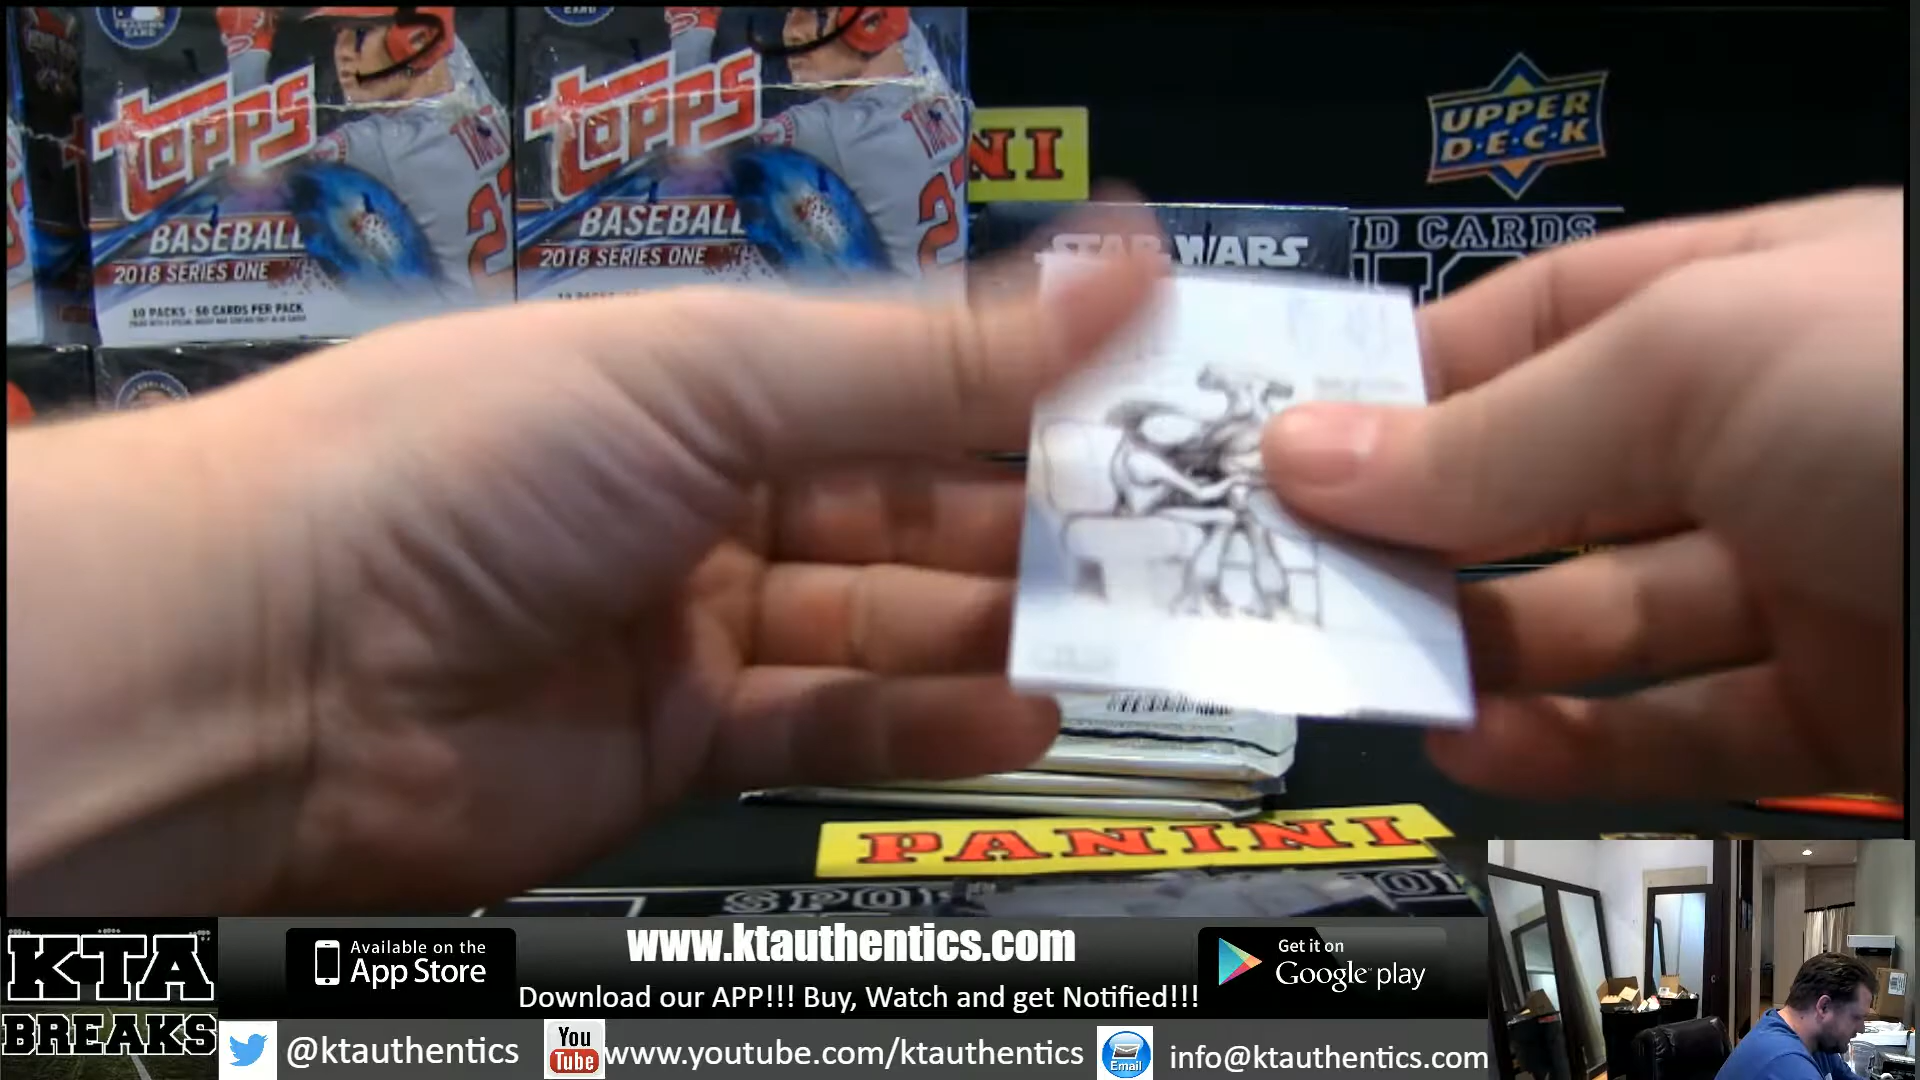 Topps
BASEBALL
2018 SERIES ONE
10 PACKS • 50 CARDS PER PACK
Topps
BASEBALL
2018 SERIES ONE
NI
UPPER
D·E·C·K
STAR WARS
ND CARDS
PANINI
SPO
KTA
BREAKS
Available on the
App Store
www.ktauthentics.com
Download our APP!!! Buy, Watch and get Notified!!!
Get it on
Google play
@ktauthentics
You
Tube
www.youtube.com/ktauthentics
Email
info@ktauthentics.com